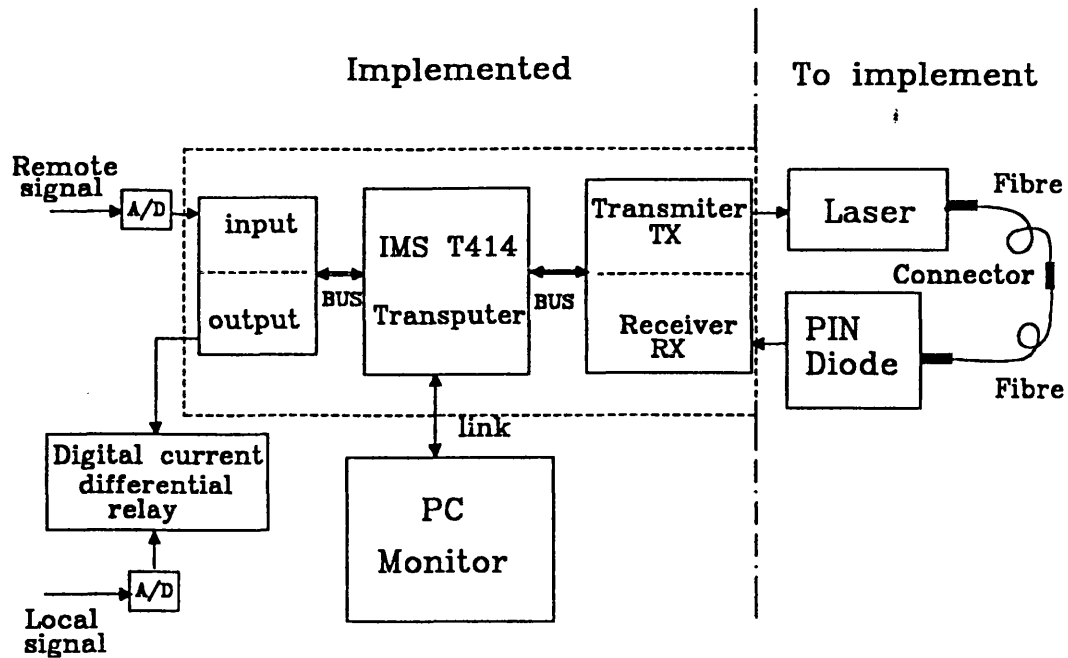 Implemented
To implement
Remote
signal
A/D
input
output
BUS
IMS T414
Transputer
BUS
Transmiter
TX
Receiver
RX
Laser
Fibre
Connector
PIN
Diode
Fibre
link
Digital current
differential
relay
PC
Monitor
A/D
Local
signal